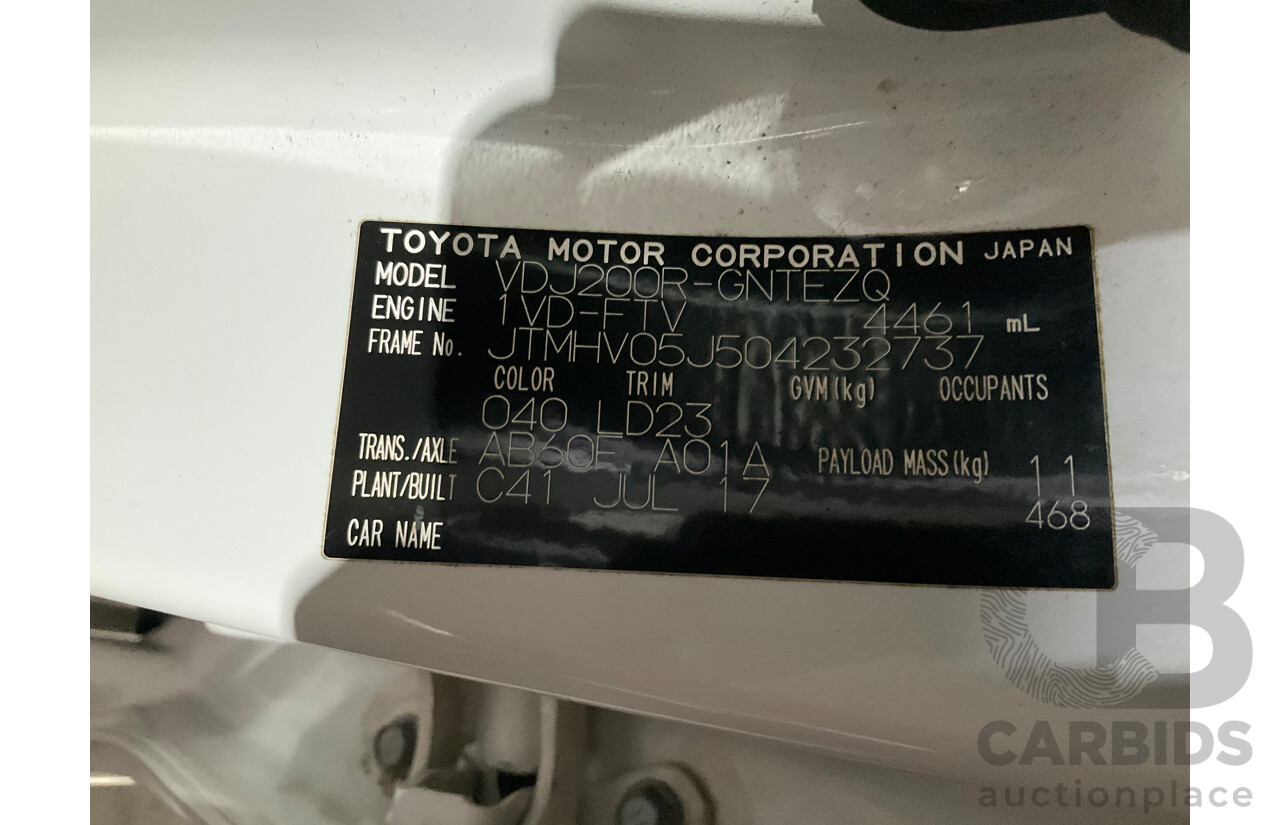 TOYOTA MOTOR CORPORATION JAPAN
MODEL VDJ200R-GNTEZQ
ENGINE 1VD-FTV 4461 mL
FRAME No. JTMHV05J504232737
COLOR TRIM GVM(kg) OCCUPANTS
040 LD23
TRANS./AXLE AB60F A01A PAYLOAD MASS(kg) 11
PLANT/BUILT C41 JUL 17 468
CAR NAME
CB
CARBIDS
auctionplace